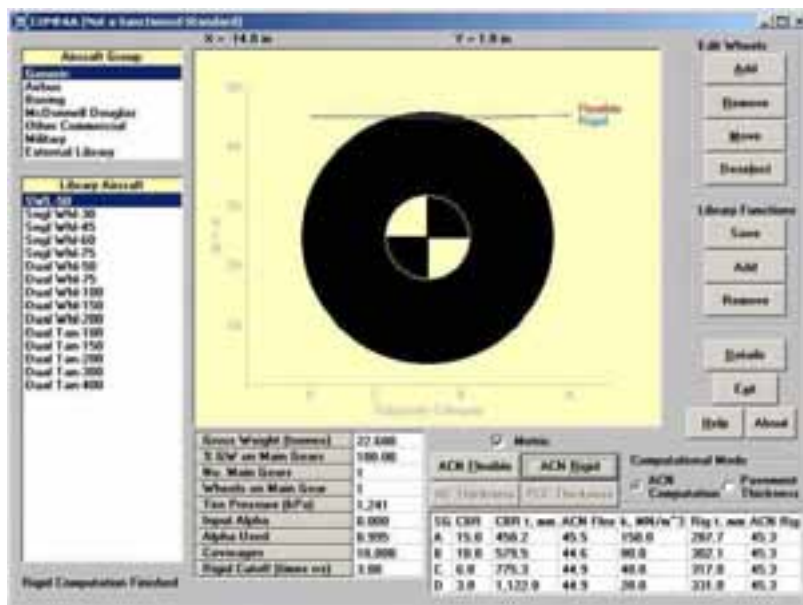 COMFAA (Not a Sanctioned Standard)
X = -14.8 in
Y = 1.8 in
Aircraft Group
Generic
Airbus
Boeing
McDonnell Douglas
Other Commercial
Military
External Library
Library Aircraft
SWL-50
Sngl Whl-30
Sngl Whl-45
Sngl Whl-60
Sngl Whl-75
Dual Whl-50
Dual Whl-75
Dual Whl-100
Dual Whl-150
Dual Whl-200
Dual Tan-100
Dual Tan-150
Dual Tan-200
Dual Tan-300
Dual Tan-400
Flexible
Rigid
Subgrade Category
Edit Wheels
Add
Remove
Move
Deselect
Library Functions
Save
Add
Remove
Details
Exit
Help About
Gross Weight (tonnes) 22.680
% GW on Main Gears 100.00
No. Main Gears 1
Wheels on Main Gear 1
Tire Pressure (kPa) 1,241
Input Alpha 0.000
Alpha Used 0.995
Coverages 10,000
Rigid Cutoff (times rrs) 3.00
Metric
ACN Flexible ACN Rigid
PCC Thickness
Computational Mode
ACN Computation
Pavement Thickness
SG CBR CBR t, mm ACN Flex k, MN/m^3 Rig t, mm ACN Rig
A 15.0 450.2 45.5 150.0 287.7 45.3
B 10.0 579.5 44.6 80.0 302.1 45.3
C 6.0 775.3 44.9 40.0 317.0 45.3
D 3.0 1,122.0 44.9 20.0 331.0 45.3
Rigid Computation Finished